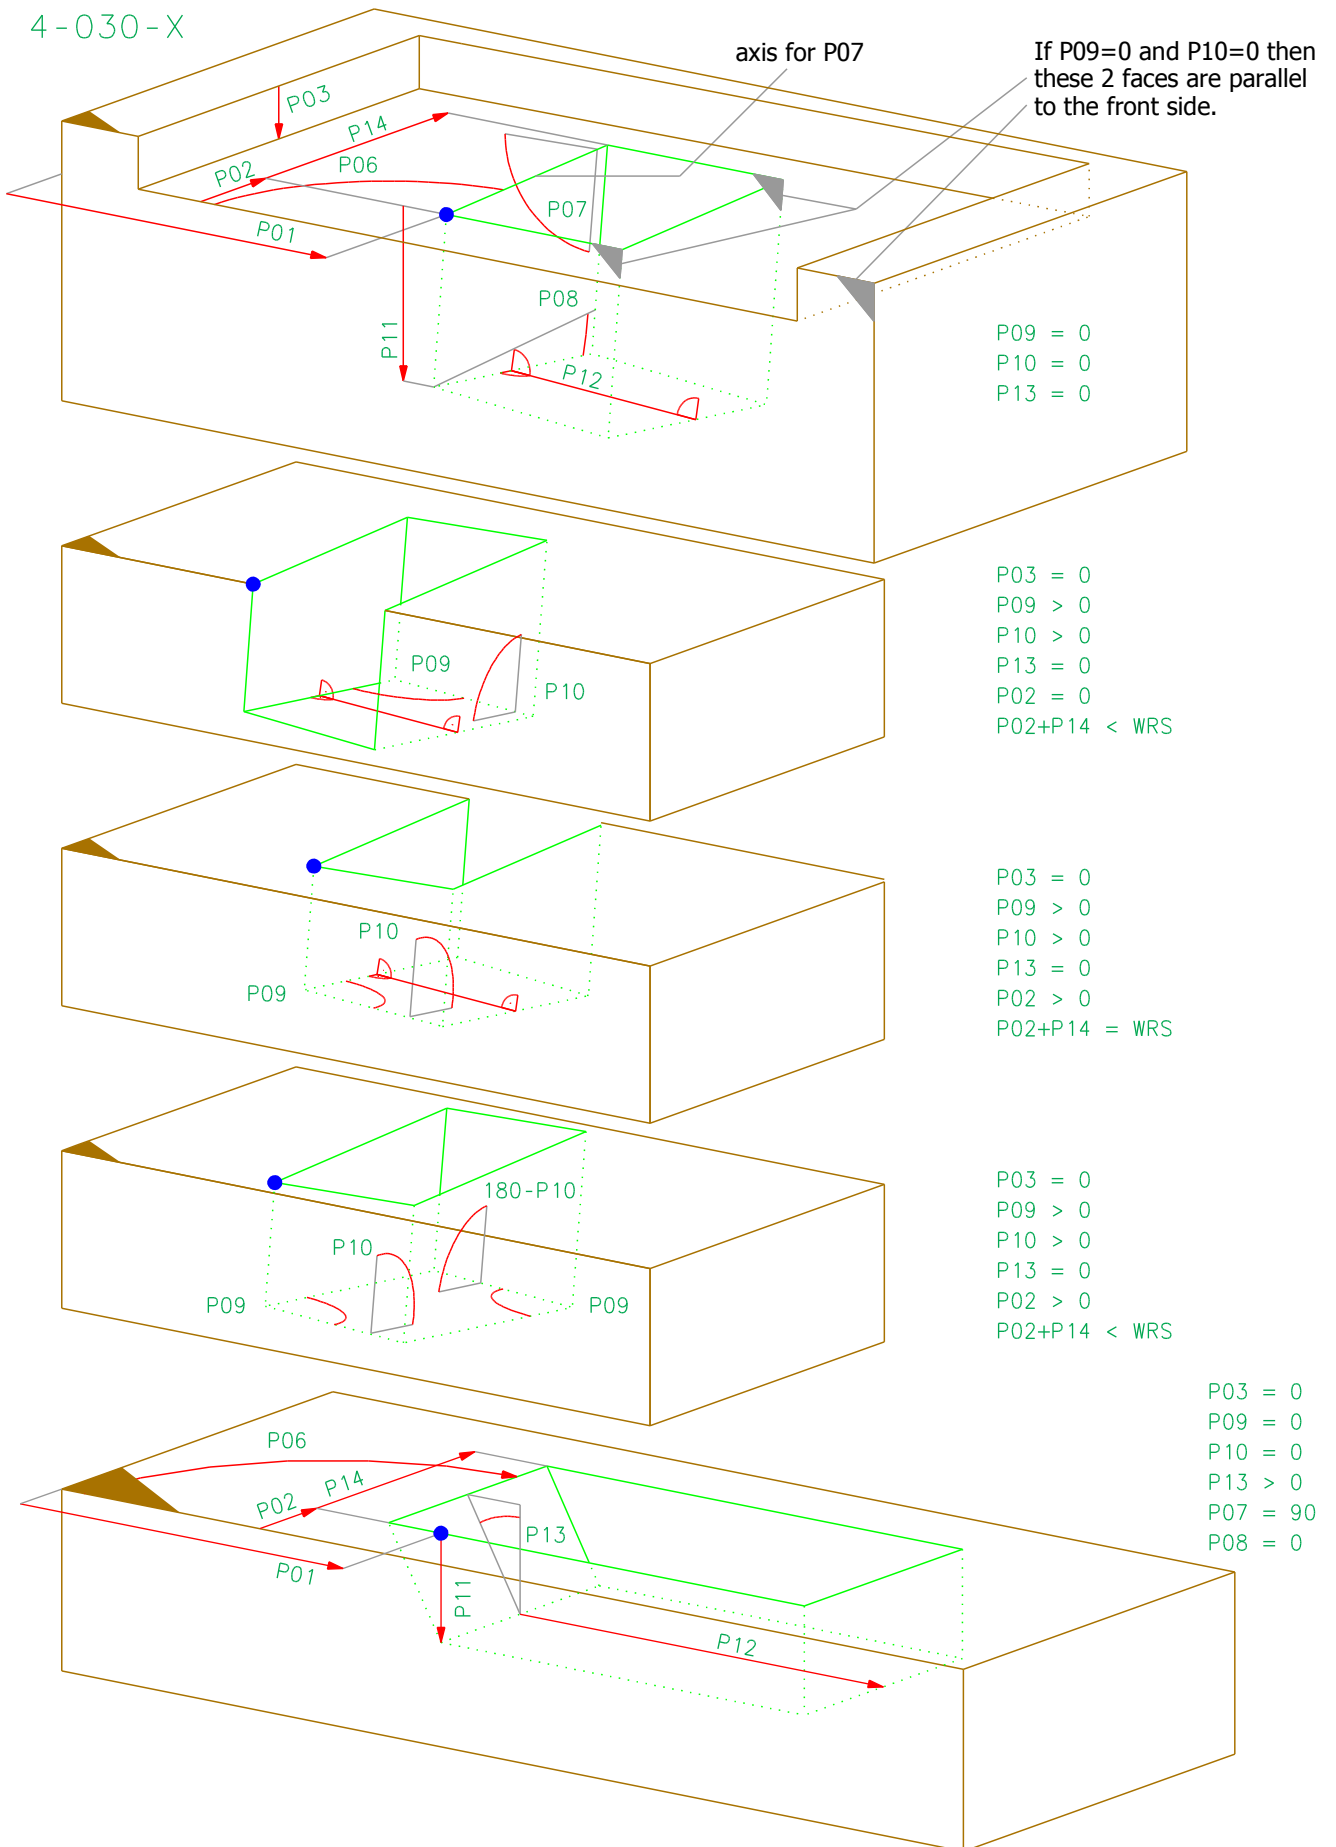 4-030-X
axis for P07
If P09=0 and P10=0 then
these 2 faces are parallel
to the front side.
P03
P14
P02
P06
P01
P07
P08
P11
P12
P09 = 0
P10 = 0
P13 = 0
P09
P10
P03 = 0
P09 > 0
P10 > 0
P13 = 0
P02 = 0
P02+P14 < WRS
P10
P09
P03 = 0
P09 > 0
P10 > 0
P13 = 0
P02 > 0
P02+P14 = WRS
180-P10
P10
P09
P09
P03 = 0
P09 > 0
P10 > 0
P13 = 0
P02 > 0
P02+P14 < WRS
P06
P14
P02
P13
P01
P11
P12
P03 = 0
P09 = 0
P10 = 0
P13 > 0
P07 = 90
P08 = 0